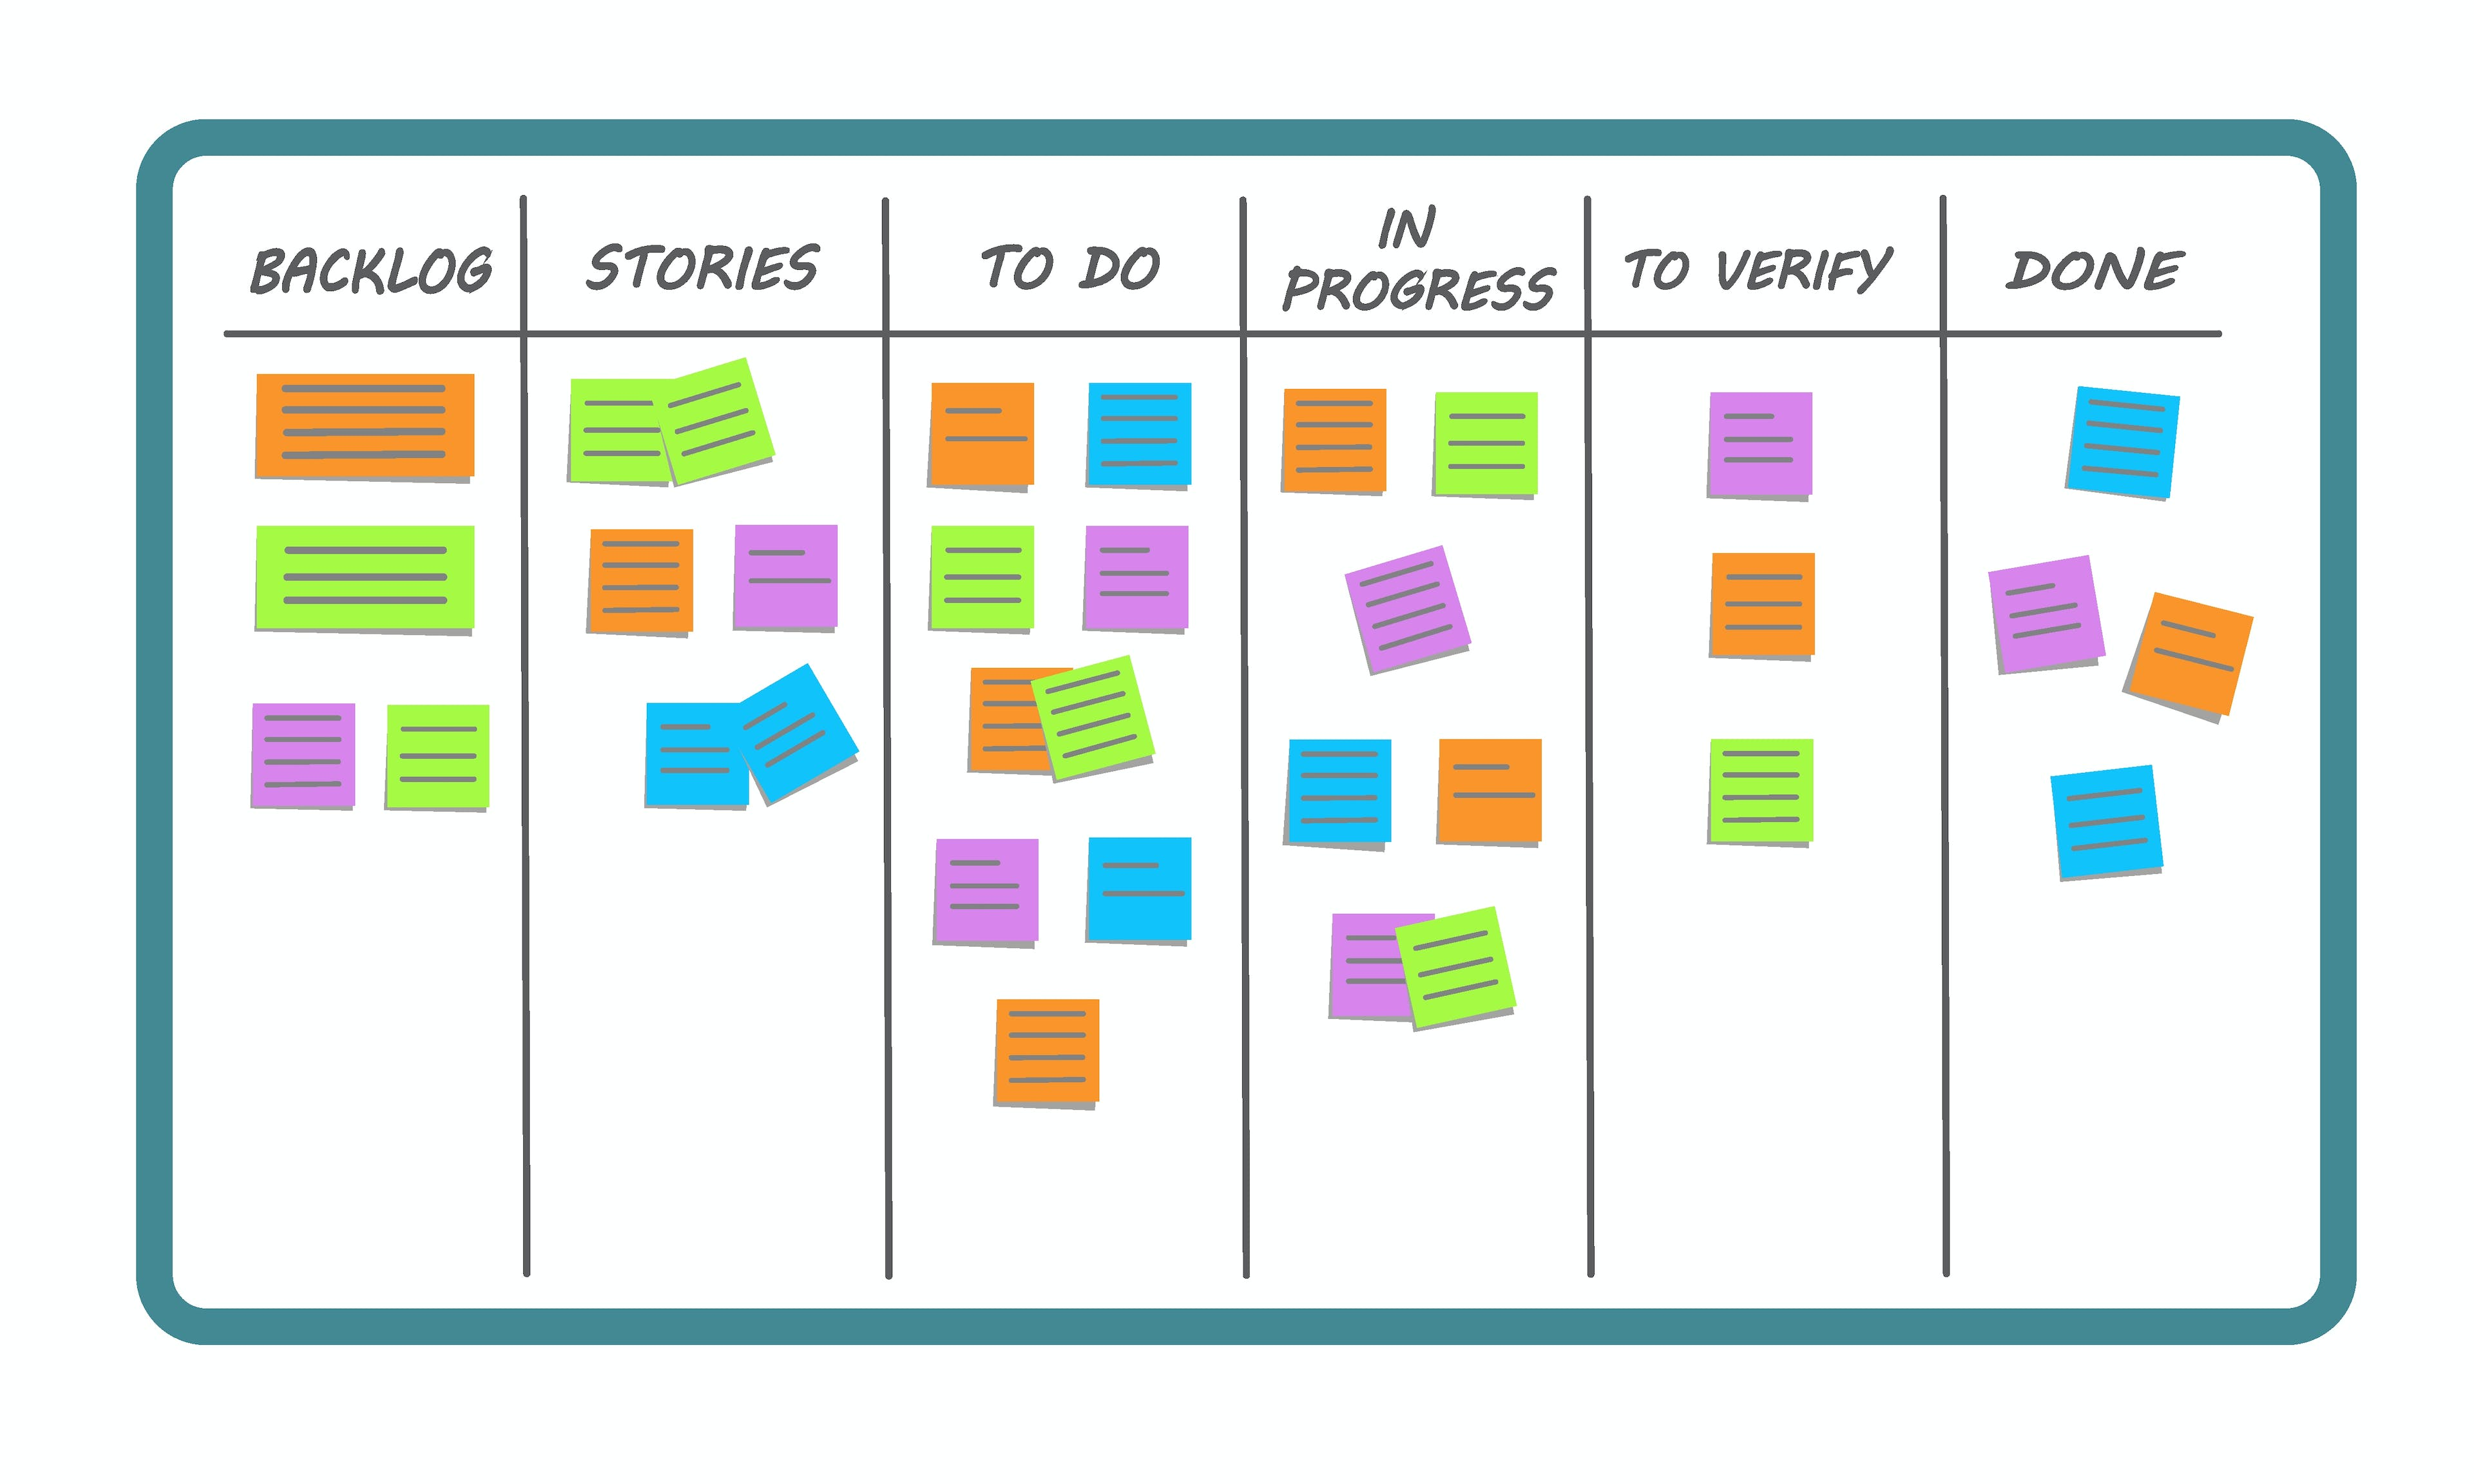 BACKLOG
STORIES
TO DO
IN
PROGRESS
TO VERIFY
DONE